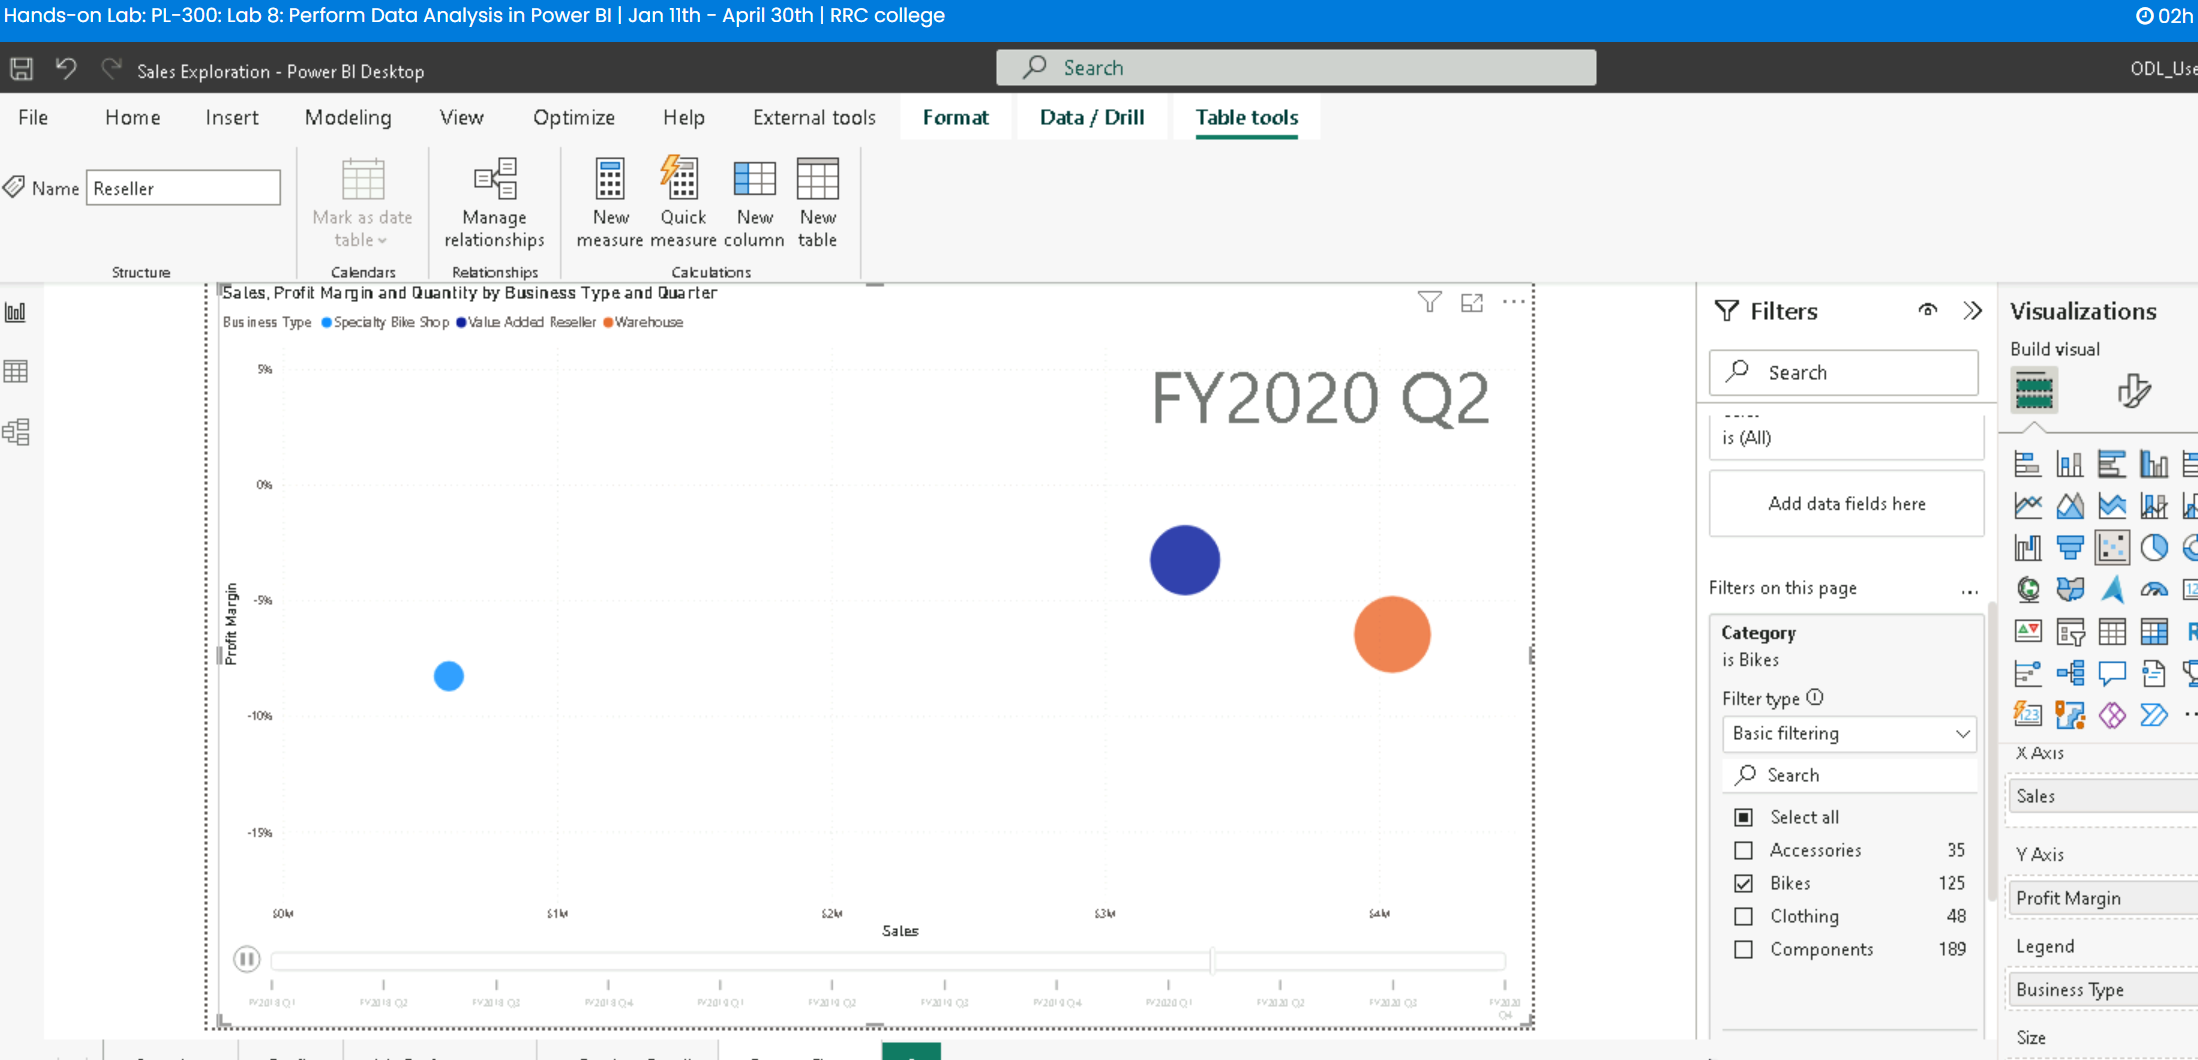 Hands-on Lab: PL-300: Lab 8: Perform Data Analysis in Power BI | Jan 11th - April 30th | RRC college
02h
Sales Exploration - Power BI Desktop
Search
ODL_Use
File Home Insert Modeling View Optimize Help External tools Format Data / Drill Table tools
Name Reseller
Mark as date table
Manage relationships
New measure
Quick measure
New column
New table
Structure Calendars Relationships Calculations
Sales, Profit Margin and Quantity by Business Type and Quarter
Business Type Specialty Bike Shop Value Added Reseller Warehouse
FY2020 Q2
5%
0%
-5%
-10%
-15%
Profit Margin
$0M $1M $2M $3M $4M
Sales
FY2018 Q1 FY2018 Q2 FY2018 Q3 FY2018 Q4 FY2019 Q1 FY2019 Q2 FY2019 Q3 FY2019 Q4 FY2020 Q1 FY2020 Q2 FY2020 Q3 FY2020 Q4
Filters
Search
is (All)
Add data fields here
Filters on this page
...
Category
is Bikes
Filter type
Basic filtering
Search
Select all
Accessories 35
Bikes 125
Clothing 48
Components 189
Visualizations
Build visual
X Axis
Sales
Y Axis
Profit Margin
Legend
Business Type
Size